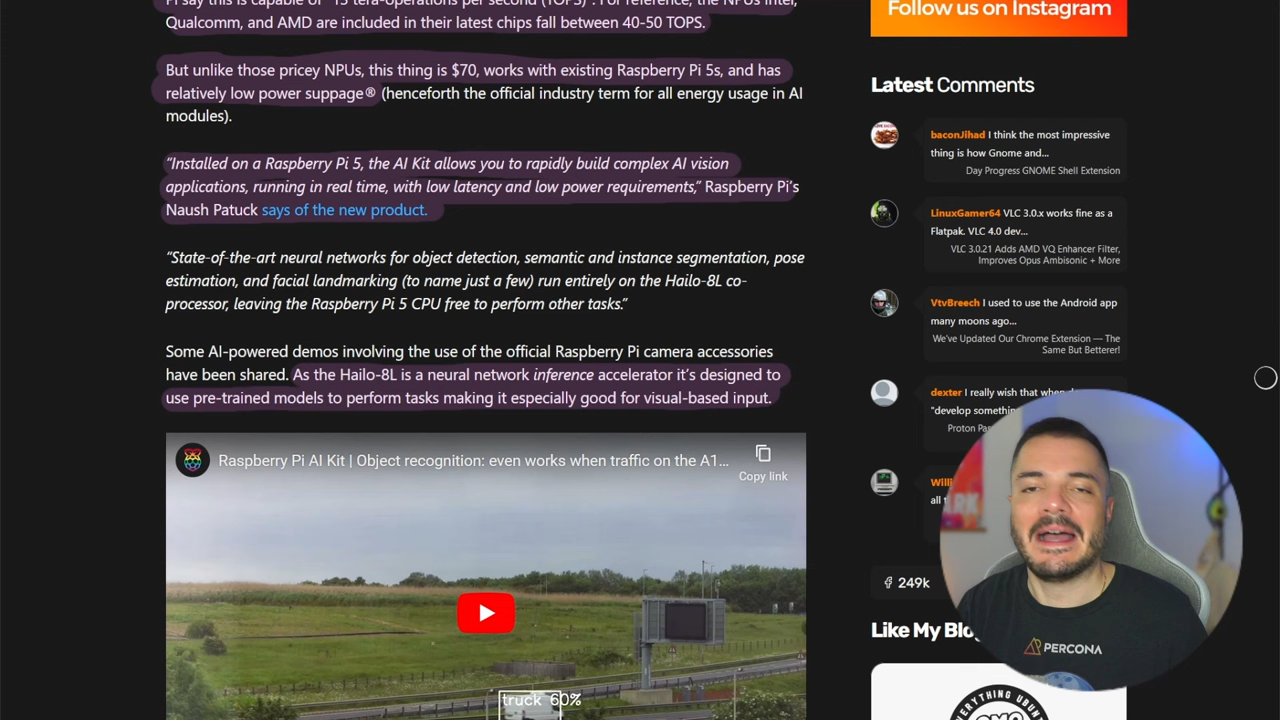 Pi say this is capable of "13 tera-operations per second (TOPS)". For reference, the NPUs Intel,
Qualcomm, and AMD are included in their latest chips fall between 40-50 TOPS.
But unlike those pricey NPUs, this thing is $70, works with existing Raspberry Pi 5s, and has
relatively low power suppage® (henceforth the official industry term for all energy usage in AI
modules).
“Installed on a Raspberry Pi 5, the AI Kit allows you to rapidly build complex AI vision
applications, running in real time, with low latency and low power requirements,” Raspberry Pi’s
Naush Patuck says of the new product.
“State-of-the-art neural networks for object detection, semantic and instance segmentation, pose
estimation, and facial landmarking (to name just a few) run entirely on the Hailo-8L co-
processor, leaving the Raspberry Pi 5 CPU free to perform other tasks.”
Some AI-powered demos involving the use of the official Raspberry Pi camera accessories
have been shared. As the Hailo-8L is a neural network inference accelerator it’s designed to
use pre-trained models to perform tasks making it especially good for visual-based input.
Raspberry Pi AI Kit | Object recognition: even works when traffic on the A1...
Copy link
truck 60%
Follow us on Instagram
Latest Comments
baconJihad I think the most impressive
thing is how Gnome and...
Day Progress GNOME Shell Extension
LinuxGamer64 VLC 3.0.x works fine as a
Flatpak. VLC 4.0 dev...
VLC 3.0.21 Adds AMD VQ Enhancer Filter,
Improves Opus Ambisonic + More
VtvBreech I used to use the Android app
many moons ago...
We’ve Updated Our Chrome Extension — The
Same But Betterer!
dexter I really wish that when
"develop
Proton
all
249k
Like My
PERCONA
EVERYTHING UBUNTU
OMG